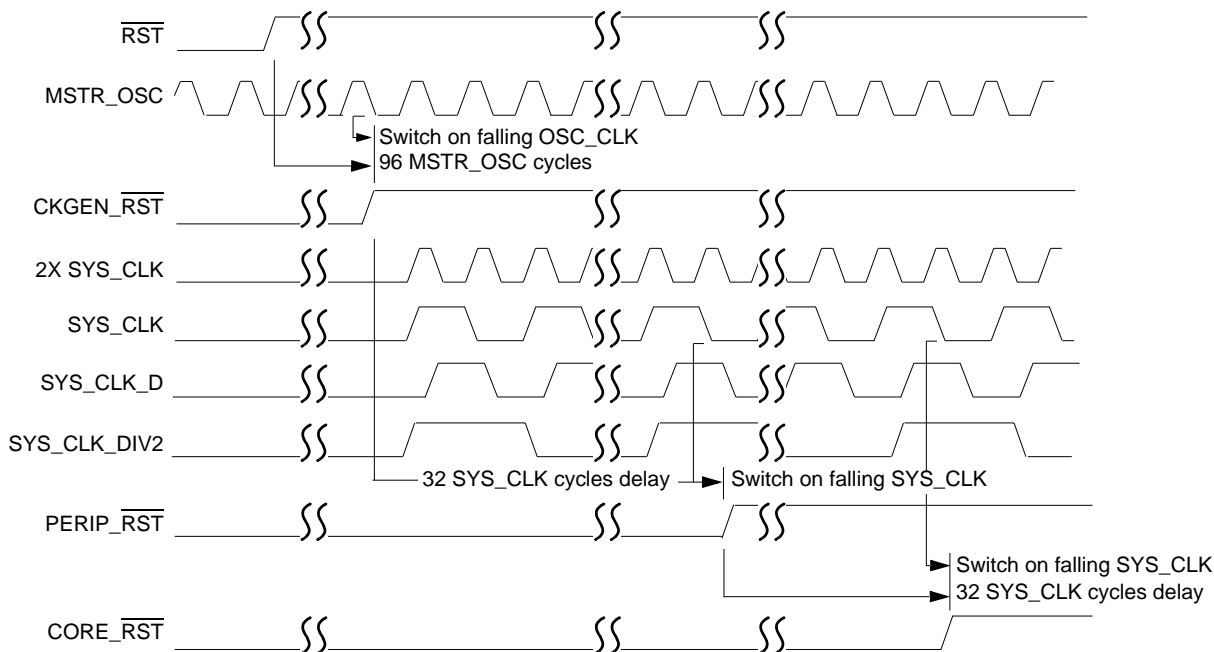 RST
MSTR_OSC
Switch on falling OSC_CLK
96 MSTR_OSC cycles
CKGEN_RST
2X SYS_CLK
SYS_CLK
SYS_CLK_D
SYS_CLK_DIV2
32 SYS_CLK cycles delay
Switch on falling SYS_CLK
PERIP_RST
Switch on falling SYS_CLK
32 SYS_CLK cycles delay
CORE_RST